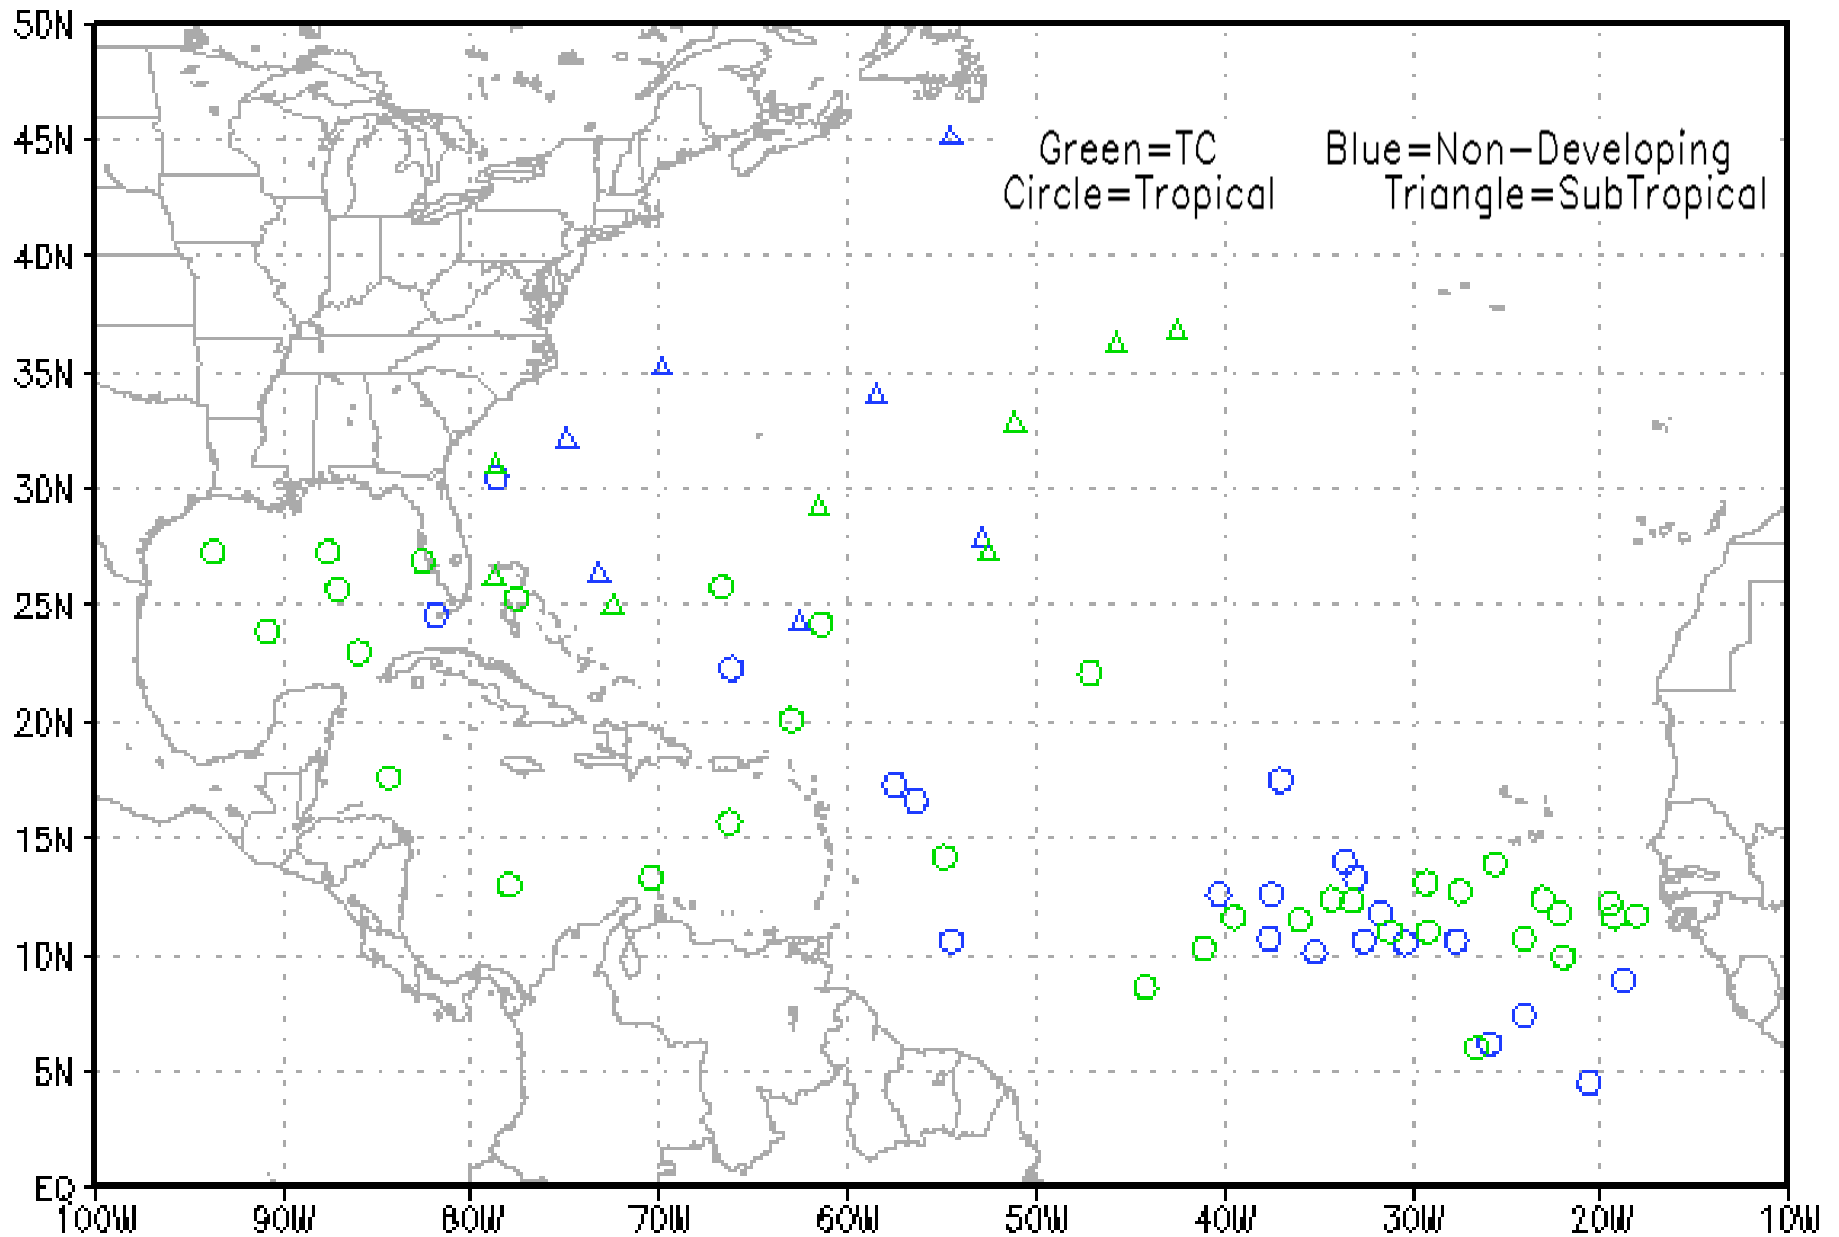 50N
45N
Green=TC Blue=Non-Developing
Circle=Tropical Triangle=SubTropical
40N
35N
30N
25N
20N
15N
10N
5N
EQ
100W 90W 80W 70W 60W 50W 40W 30W 20W 10W